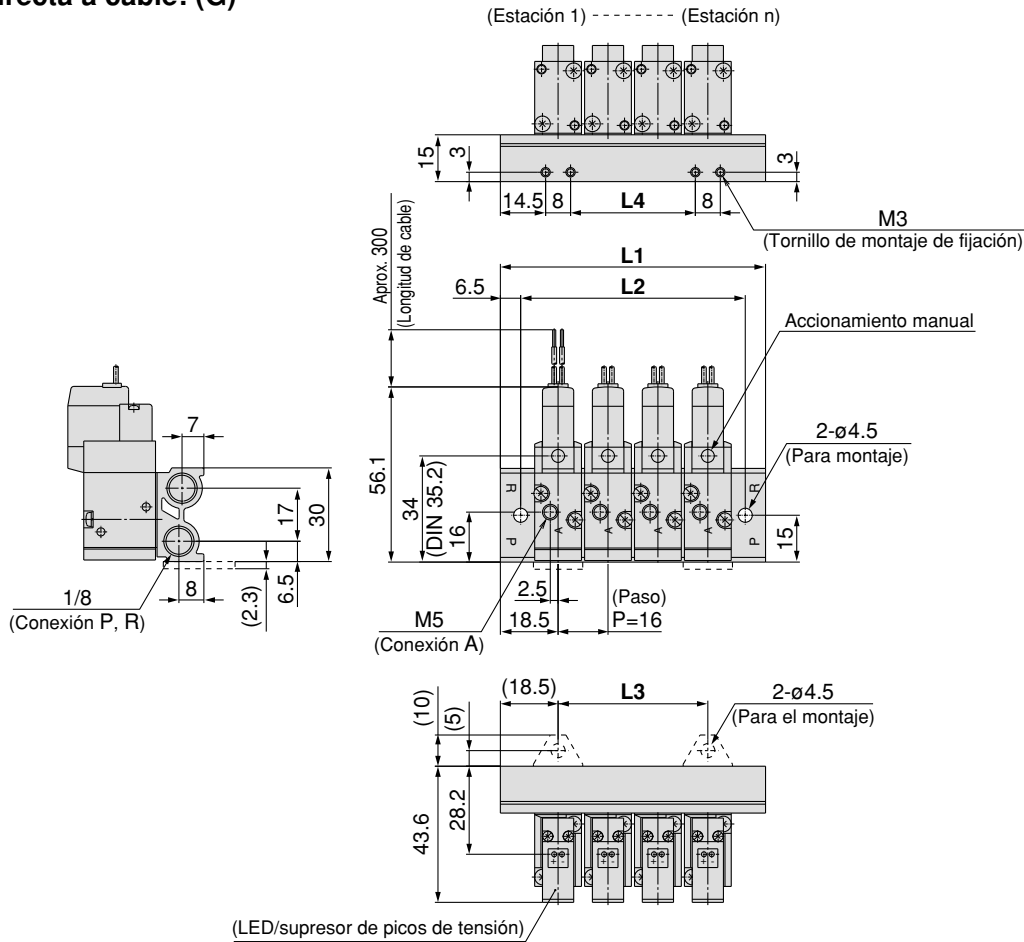 (Estación 1) (Estación n)
15
3
3
14.5
8
L4
8
M3
(Tornillo de montaje de fijación)
Aprox. 300
(Longitud de cable)
L1
6.5
L2
Accionamiento manual
2-ø4.5
(Para montaje)
7
17
30
56.1
34
(DIN 35.2)
16
R
P
A
A
A
A
R
P
15
1/8
(Conexión P, R)
8
(2.3)
6.5
2.5
(Paso)
M5
18.5
P=16
(Conexión A)
(18.5)
L3
2-ø4.5
(Para el montaje)
(10)
(5)
43.6
28.2
+ -
+ -
+ -
+ -
(LED/supresor de picos de tensión)